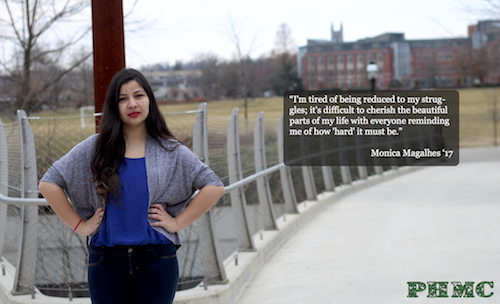 "I'm tired of being reduced to my strug-
gles; it's difficult to cherish the beautiful
parts of my life with everyone reminding
me of how 'hard' it must be."
Monica Magalhes '17
PHMC